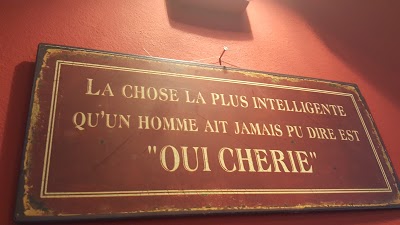 LA CHOSE LA PLUS INTELLIGENTE
QU'UN HOMME AIT JAMAIS PU DIRE EST
"OUI CHERIE"